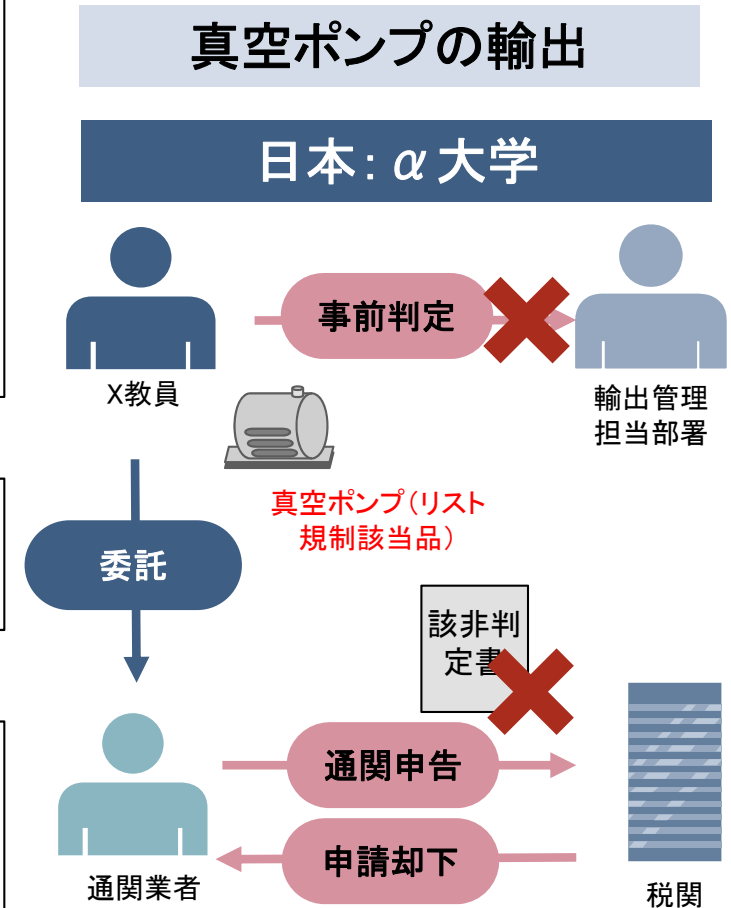 真空ポンプの輸出
日本：α大学
事前判定
X教員
輸出管理
担当部署
真空ポンプ（リスト
規制該当品）
委託
該非判
定書
通関申告
申請却下
通関業者
税関